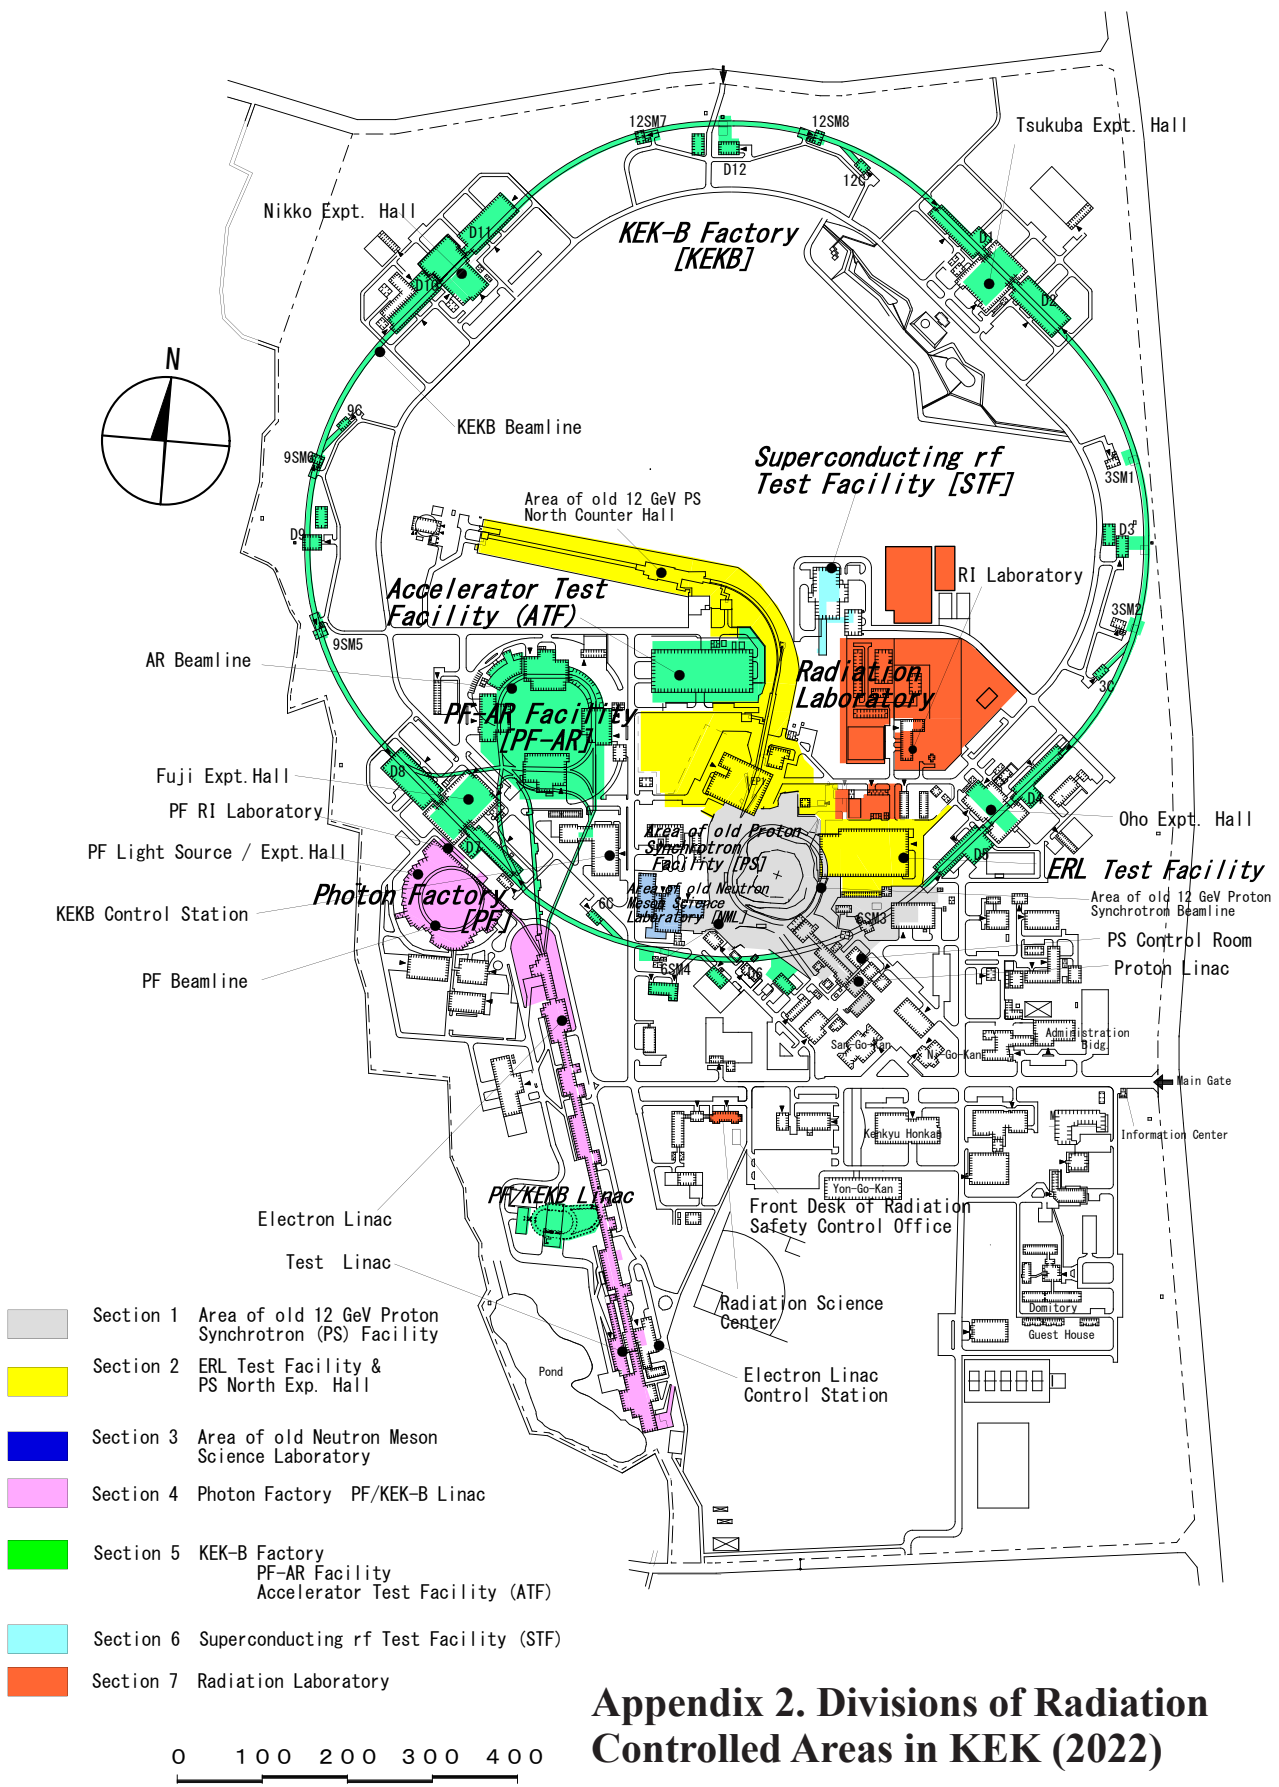 12SM7
12SM8
Tsukuba Expt. Hall
D12
12C
Nikko Expt. Hall
D11
KEK-B Factory
[KEKB]
D1
D10
D2
N
9C
KEKB Beamline
9SM6
Superconducting rf
Test Facility [STF]
3SM1
Area of old 12 GeV PS
North Counter Hall
D9
D3
RI Laboratory
Accelerator Test
Facility (ATF)
3SM2
9SM5
AR Beamline
Radiation
Laboratory
3C
PF-AR Facility
[PF-AR]
D8
Fuji Expt.Hall
EP1
D4
PF RI Laboratory
Oho Expt. Hall
Area of old Proton
Synchrotron
Facility [PS]
D7
D5
PF Light Source / Expt.Hall
ERL Test Facility
Photon Factory
[PF]
Area of old Neutron
Meson Science
Laboratory [NML]
Area of old 12 GeV Proton
Synchrotron Beamline
KEKB Control Station
6C
6SM3
PS Control Room
6SM4
D6
Proton Linac
PF Beamline
San-Go-Kan
Ni-Go-Kan
Administration
Bldg.
Main Gate
Kenkyu Honkan
Information Center
PF/KEKB Linac
Yon-Go-Kan
Electron Linac
Front Desk of Radiation
Safety Control Office
Test Linac
Radiation Science
Center
Domitory
Guest House
Pond
Electron Linac
Control Station
Section 1 Area of old 12 GeV Proton
Synchrotron (PS) Facility
Section 2 ERL Test Facility &
PS North Exp. Hall
Section 3 Area of old Neutron Meson
Science Laboratory
Section 4 Photon Factory PF/KEK-B Linac
Section 5 KEK-B Factory
PF-AR Facility
Accelerator Test Facility (ATF)
Section 6 Superconducting rf Test Facility (STF)
Section 7 Radiation Laboratory
Appendix 2. Divisions of Radiation
Controlled Areas in KEK (2022)
0 100 200 300 400